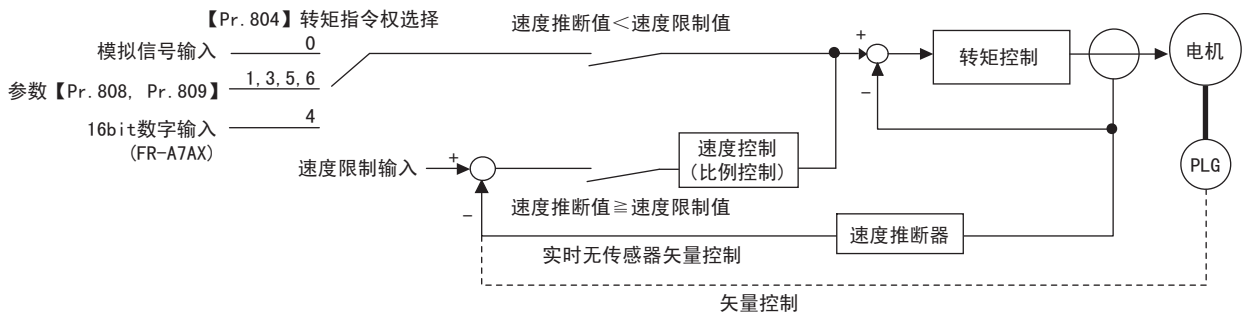 【Pr.804】转矩指令权选择
速度推断值＜速度限制值
模拟信号输入
0
参数【Pr.808, Pr.809】
1,3,5,6
16bit数字输入
(FR-A7AX)
4
+
−
转矩控制
电机
PLG
速度限制输入
+
−
速度控制
(比例控制)
速度推断值≧速度限制值
速度推断器
实时无传感器矢量控制
矢量控制